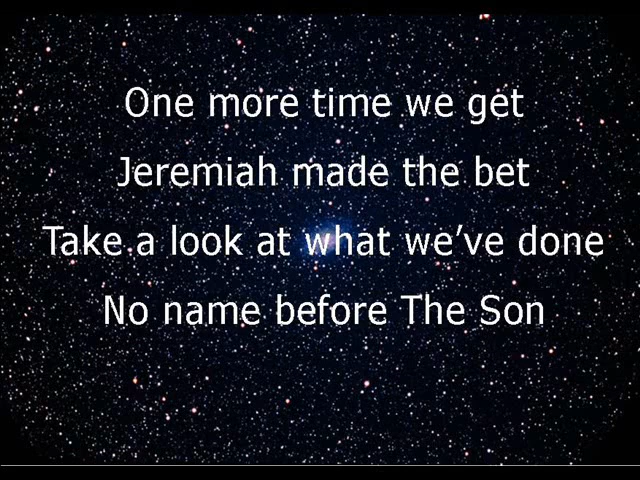 One more time we get
Jeremiah made the bet
Take a look at what we’ve done
No name before The Son